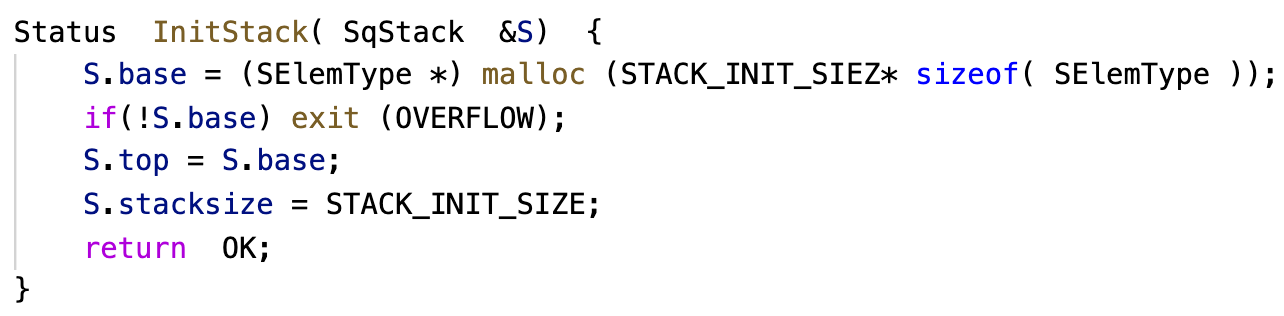 Status  InitStack( SqStack  &S)  {
    S.base = (SElemType *) malloc (STACK_INIT_SIEZ* sizeof( SElemType ));
    if(!S.base) exit (OVERFLOW);
    S.top = S.base;
    S.stacksize = STACK_INIT_SIZE;
    return  OK;
}